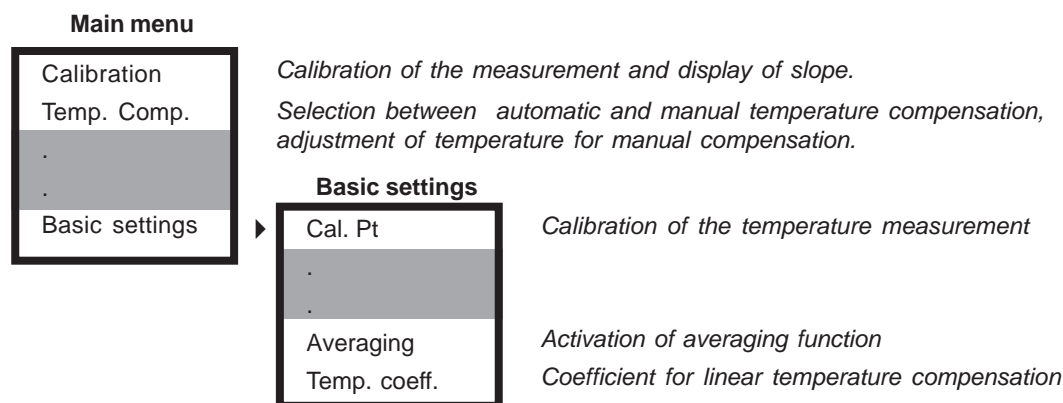 Main menu
Calibration
Calibration of the measurement and display of slope.
Temp. Comp.
Selection between automatic and manual temperature compensation,
adjustment of temperature for manual compensation.
.
.
Basic settings
Basic settings
Cal. Pt
Calibration of the temperature measurement
.
.
Averaging
Activation of averaging function
Temp. coeff.
Coefficient for linear temperature compensation